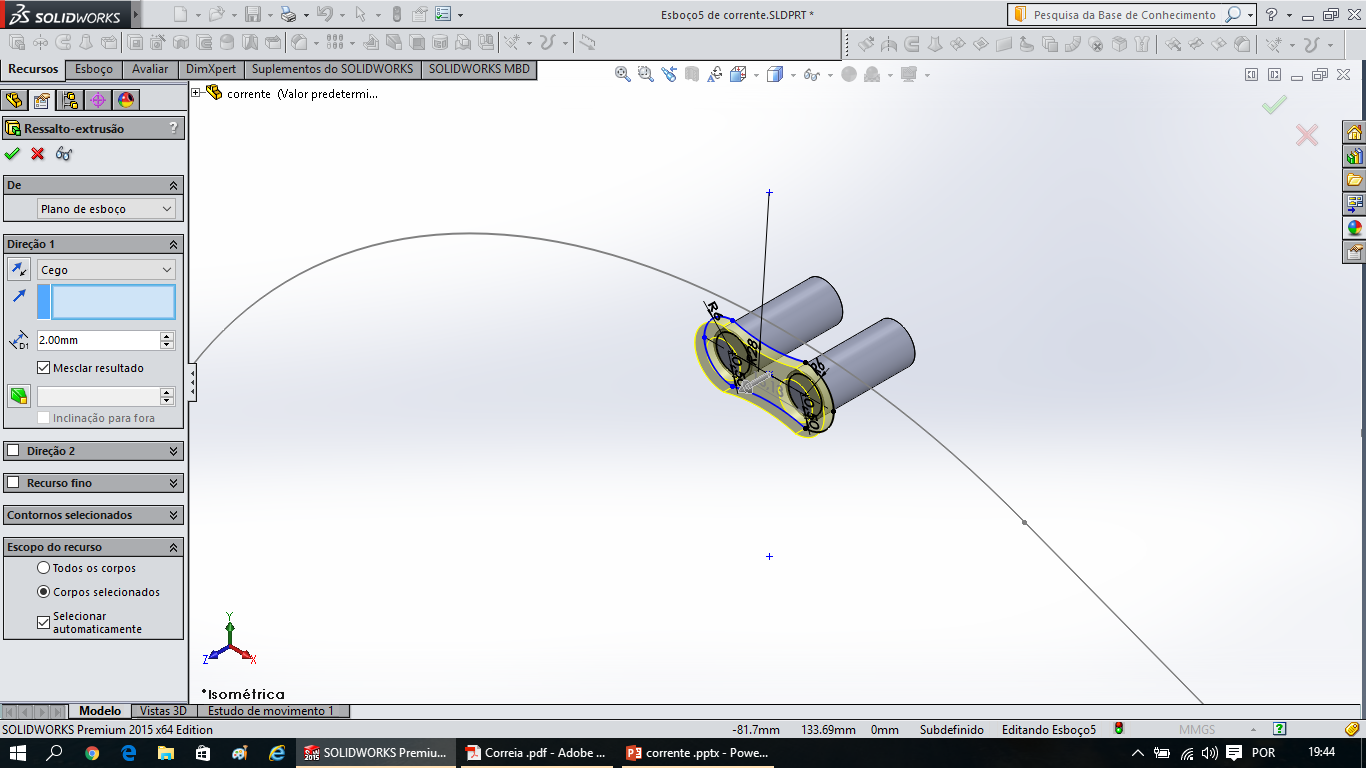 SOLIDWORKS
Esboço5 de corrente.SLDPRT *
Pesquisa da Base de Conhecimento
Recursos
Esboço
Avaliar
DimXpert
Suplementos do SOLIDWORKS
SOLIDWORKS MBD
corrente (Valor predetermi...
Ressalto-extrusão
?
De
Plano de esboço
Direção 1
Cego
D1
2.00mm
Mesclar resultado
Inclinação para fora
Direção 2
Recurso fino
Contornos selecionados
Escopo do recurso
Todos os corpos
Corpos selecionados
Selecionar
automaticamente
R6
R28
R6
Y
Z
X
*Isométrica
Modelo
Vistas 3D
Estudo de movimento 1
SOLIDWORKS Premium 2015 x64 Edition
-81.7mm
133.69mm
0mm
Subdefinido
Editando Esboço5
MMGS
SOLIDWORKS Premiu...
Correia .pdf - Adobe ...
corrente .pptx - Powe...
POR
19:44